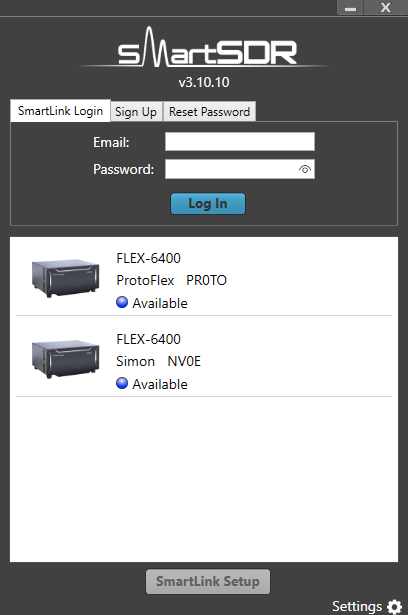 smartSDR
v3.10.10
SmartLink Login Sign Up Reset Password
Email:
Password:
Log In
FLEX-6400
ProtoFlex PR0TO
Available
FLEX-6400
Simon NV0E
Available
SmartLink Setup
Settings